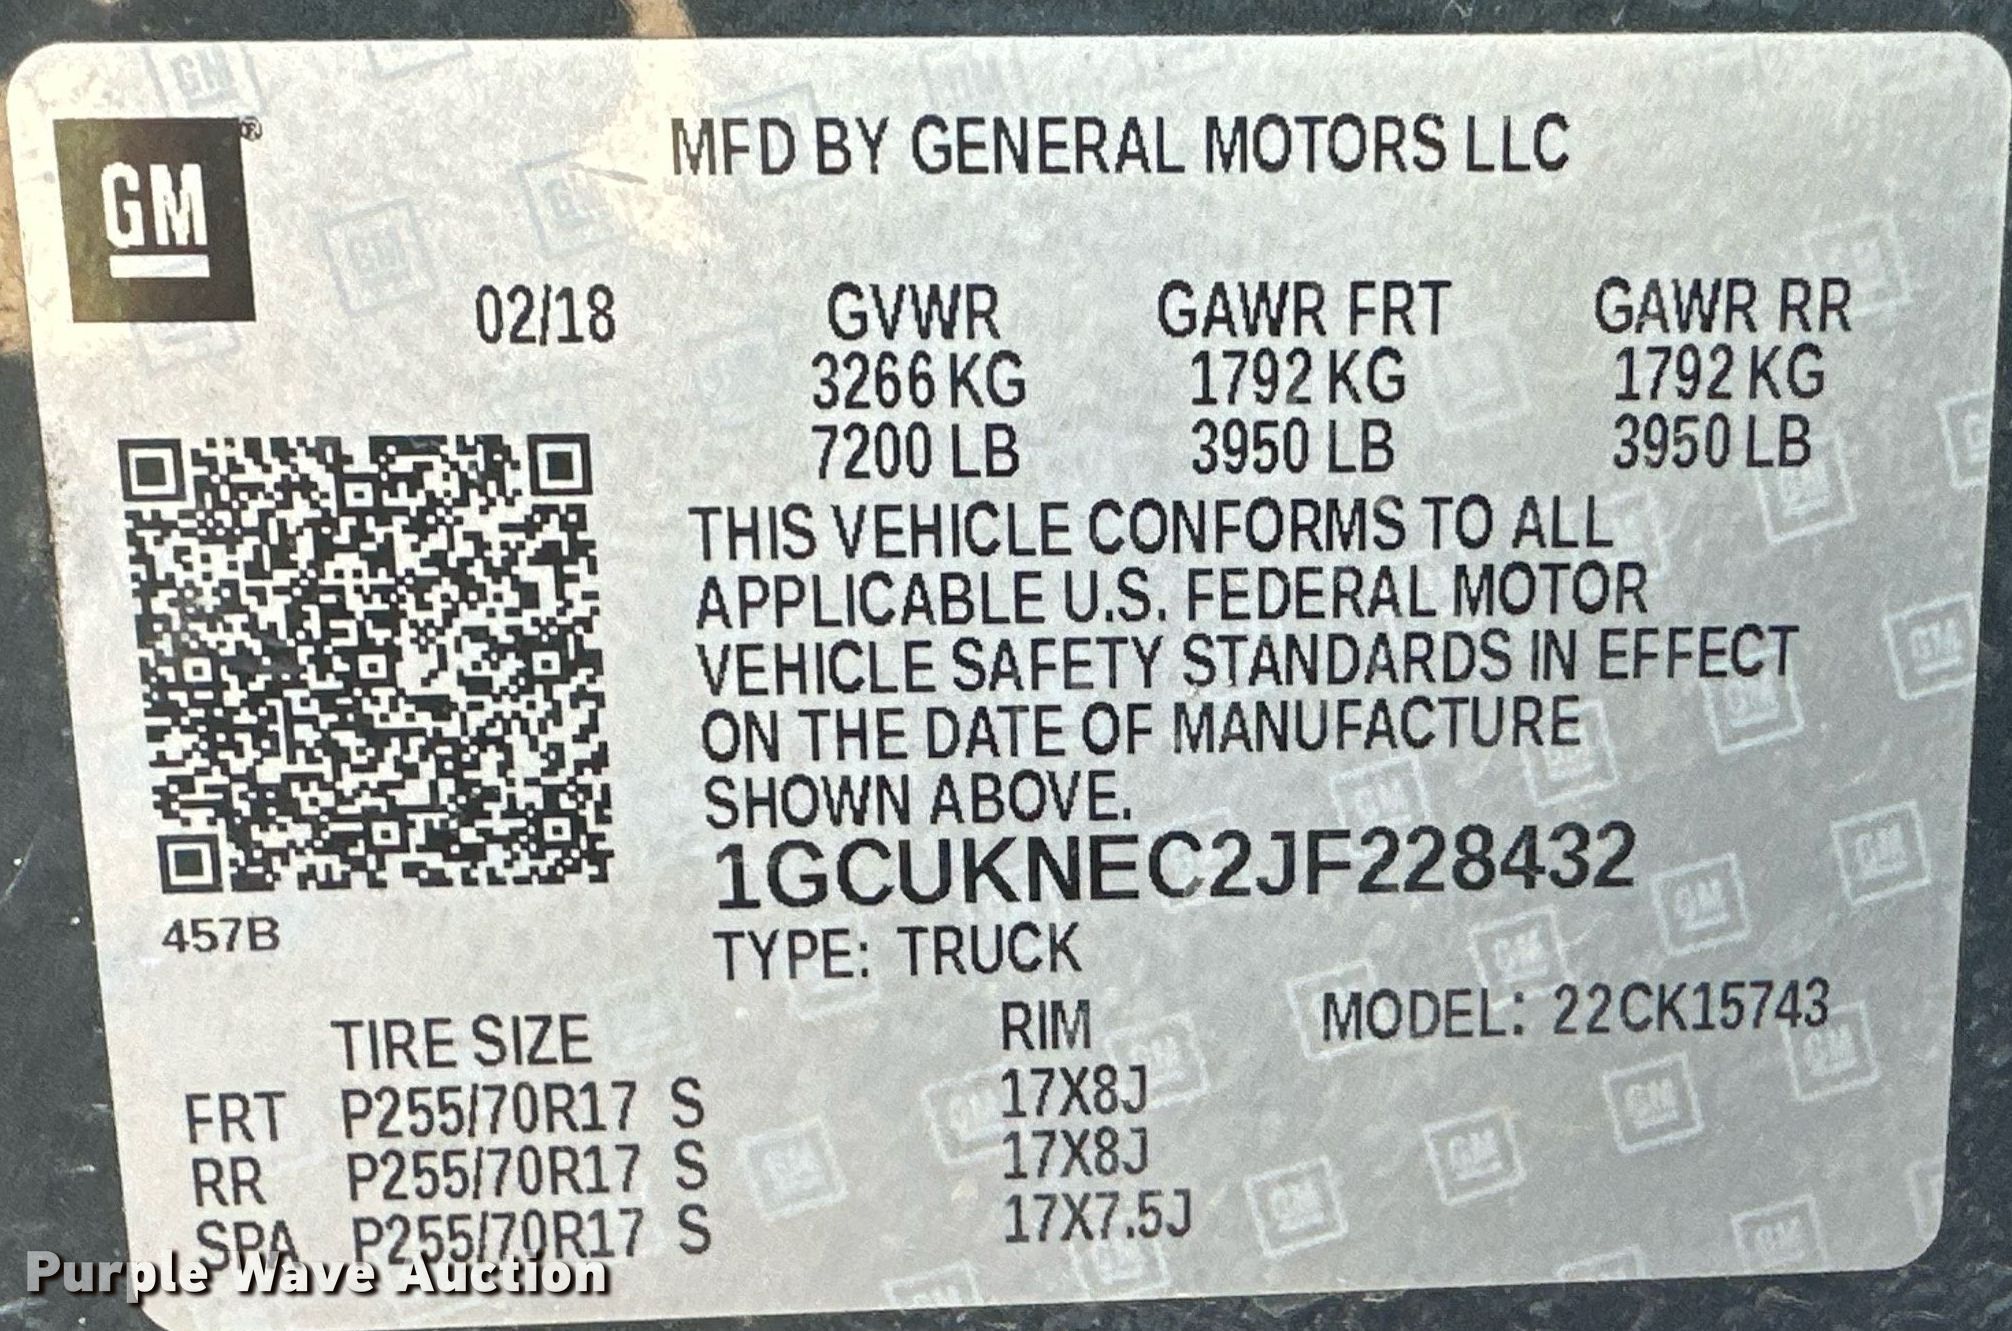 GM®
MFD BY GENERAL MOTORS LLC
02/18 GVWR GAWR FRT GAWR RR
3266 KG 1792 KG 1792 KG
7200 LB 3950 LB 3950 LB
THIS VEHICLE CONFORMS TO ALL
APPLICABLE U.S. FEDERAL MOTOR
VEHICLE SAFETY STANDARDS IN EFFECT
ON THE DATE OF MANUFACTURE
SHOWN ABOVE.
1GCUKNEC2JF228432
457B
TYPE: TRUCK
MODEL: 22CK15743
TIRE SIZE RIM
FRT P255/70R17 S 17X8J
RR P255/70R17 S 17X8J
SPA P255/70R17 S 17X7.5J
Purple Wave Auction